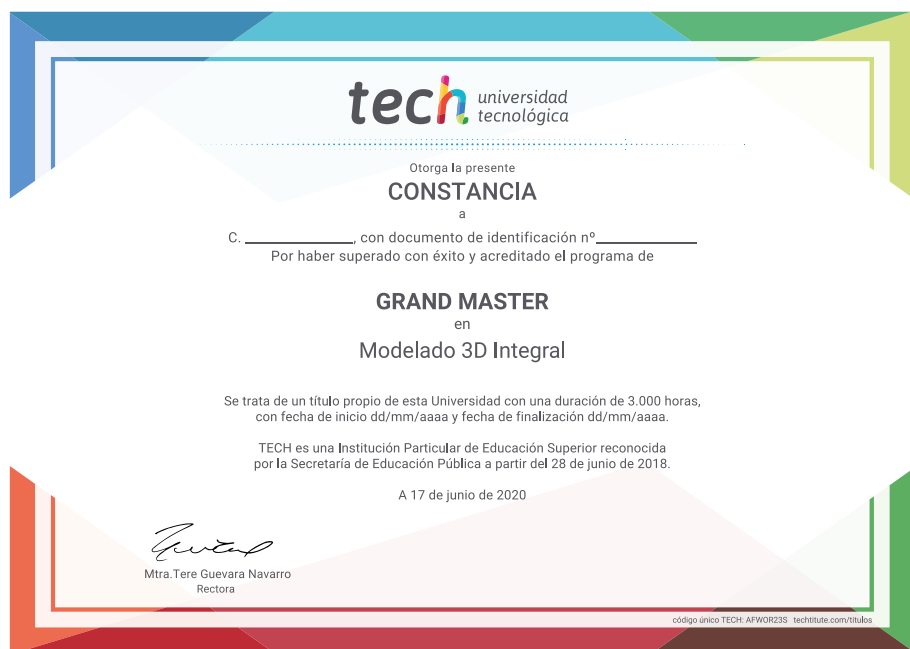 tech universidad
tecnológica
Otorga la presente
CONSTANCIA
a
C. ____________, con documento de identificación nº____________
Por haber superado con éxito y acreditado el programa de
GRAND MASTER
en
Modelado 3D Integral
Se trata de un título propio de esta Universidad con una duración de 3.000 horas,
con fecha de inicio dd/mm/aaaa y fecha de finalización dd/mm/aaaa.
TECH es una Institución Particular de Educación Superior reconocida
por la Secretaría de Educación Pública a partir del 28 de junio de 2018.
A 17 de junio de 2020
Mtra.Tere Guevara Navarro
Rectora
código único TECH: AFWOR23S techtitute.com/titulos